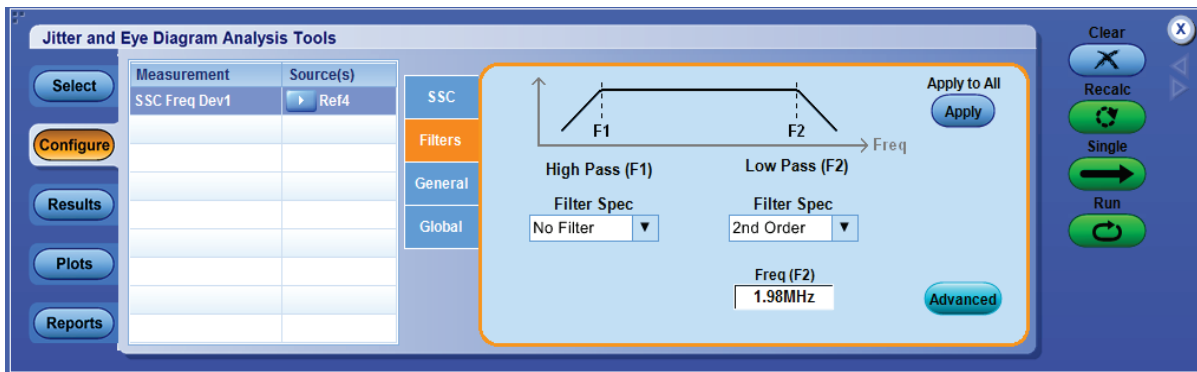 Jitter and Eye Diagram Analysis Tools
Select
Configure
Results
Plots
Reports
Measurement Source(s)
SSC Freq Dev1 Ref4
SSC
Filters
General
Global
F1 F2
Freq
High Pass (F1) Low Pass (F2)
Filter Spec Filter Spec
No Filter 2nd Order
Freq (F2)
1.98MHz
Apply to All
Apply
Advanced
Clear
X
Recalc
Single
Run